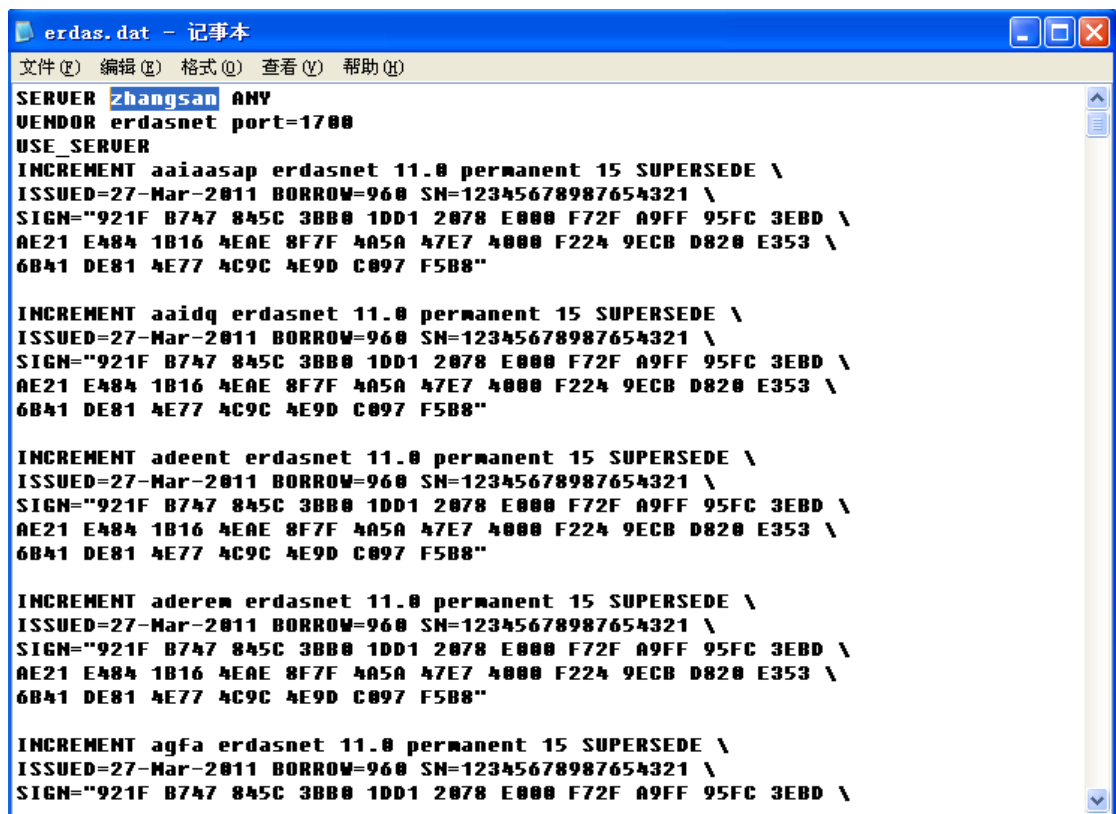 erdas.dat - 记事本
文件(F) 编辑(E) 格式(O) 查看(V) 帮助(H)
SERVER zhangsan ANY
VENDOR erdasnet port=1700
USE_SERVER
INCREMENT aaiaasap erdasnet 11.0 permanent 15 SUPERSEDE \
ISSUED=27-Mar-2011 BORROW=960 SN=12345678987654321 \
SIGN="921F B747 845C 3BB0 1DD1 2078 E000 F72F A9FF 95FC 3EBD \
AE21 E484 1B16 4EAE 8F7F 4A5A 47E7 4000 F224 9ECB D820 E353 \
6B41 DE81 4E77 4C9C 4E9D C097 F5B8"
INCREMENT aaidq erdasnet 11.0 permanent 15 SUPERSEDE \
ISSUED=27-Mar-2011 BORROW=960 SN=12345678987654321 \
SIGN="921F B747 845C 3BB0 1DD1 2078 E000 F72F A9FF 95FC 3EBD \
AE21 E484 1B16 4EAE 8F7F 4A5A 47E7 4000 F224 9ECB D820 E353 \
6B41 DE81 4E77 4C9C 4E9D C097 F5B8"
INCREMENT adeent erdasnet 11.0 permanent 15 SUPERSEDE \
ISSUED=27-Mar-2011 BORROW=960 SN=12345678987654321 \
SIGN="921F B747 845C 3BB0 1DD1 2078 E000 F72F A9FF 95FC 3EBD \
AE21 E484 1B16 4EAE 8F7F 4A5A 47E7 4000 F224 9ECB D820 E353 \
6B41 DE81 4E77 4C9C 4E9D C097 F5B8"
INCREMENT aderem erdasnet 11.0 permanent 15 SUPERSEDE \
ISSUED=27-Mar-2011 BORROW=960 SN=12345678987654321 \
SIGN="921F B747 845C 3BB0 1DD1 2078 E000 F72F A9FF 95FC 3EBD \
AE21 E484 1B16 4EAE 8F7F 4A5A 47E7 4000 F224 9ECB D820 E353 \
6B41 DE81 4E77 4C9C 4E9D C097 F5B8"
INCREMENT agfa erdasnet 11.0 permanent 15 SUPERSEDE \
ISSUED=27-Mar-2011 BORROW=960 SN=12345678987654321 \
SIGN="921F B747 845C 3BB0 1DD1 2078 E000 F72F A9FF 95FC 3EBD \